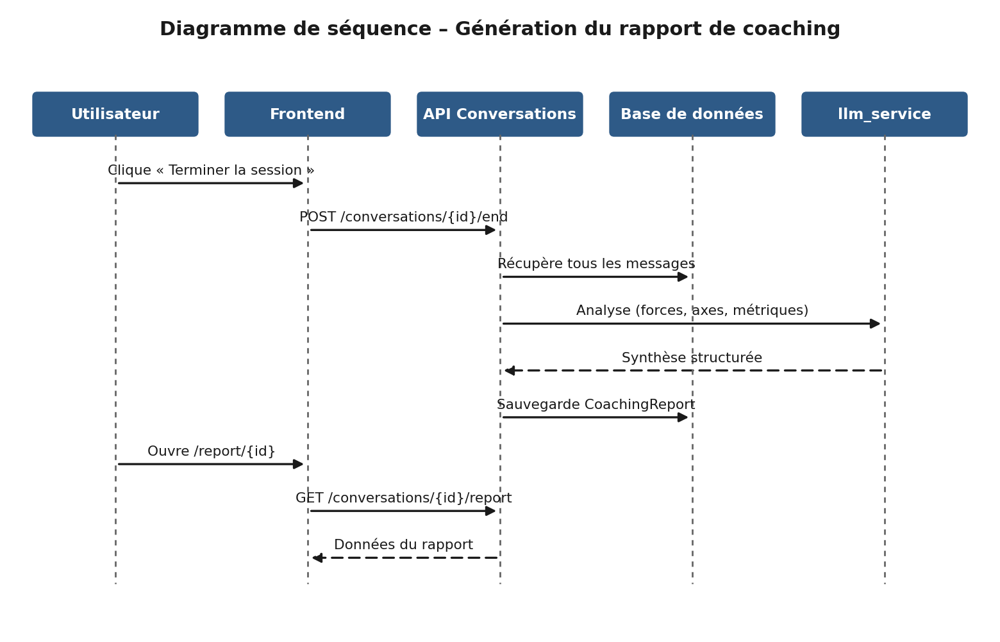 Diagramme de séquence – Génération du rapport de coaching
Utilisateur
Frontend
API Conversations
Base de données
llm_service
Clique « Terminer la session »
POST /conversations/{id}/end
Récupère tous les messages
Analyse (forces, axes, métriques)
Synthèse structurée
Sauvegarde CoachingReport
Ouvre /report/{id}
GET /conversations/{id}/report
Données du rapport